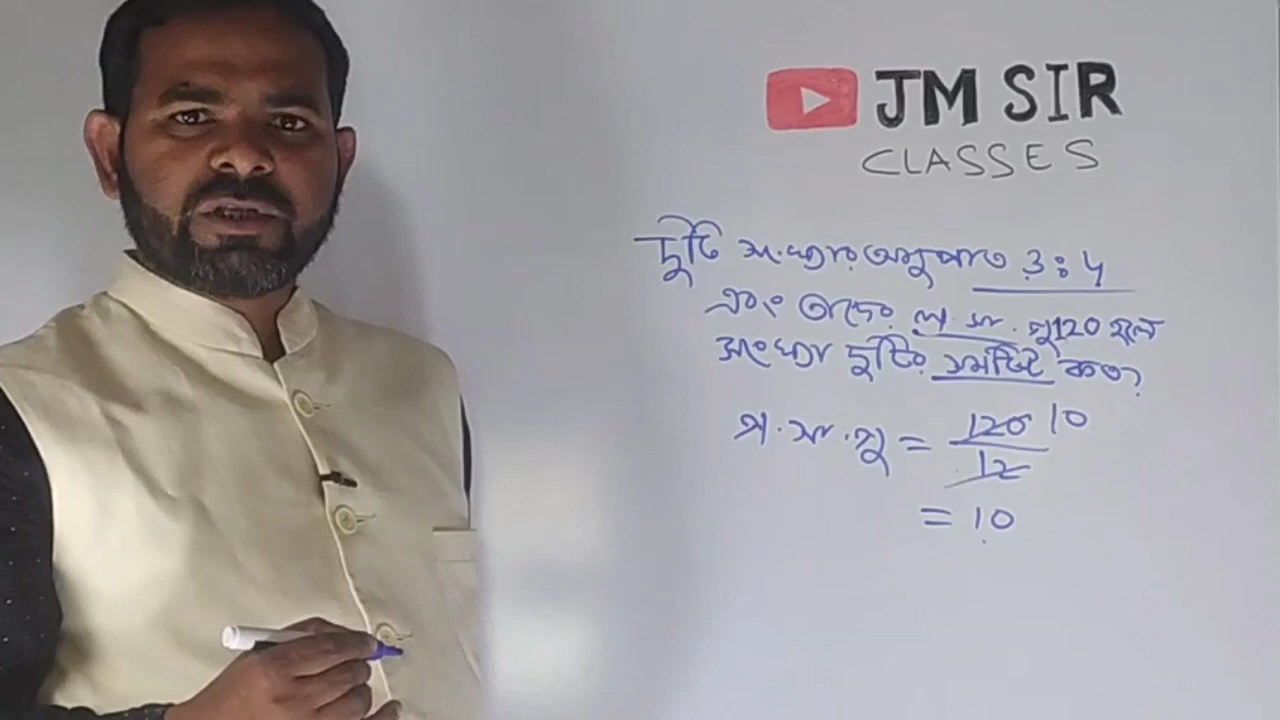 JM SIR
CLASSES
দুটি সংখ্যার অনুপাত 3:4
এবং তাদের ল.সা.গু 120 হলে
সংখ্যা দুটির সমষ্টি কত?
গ.সা.গু = 120/12 10
= 10